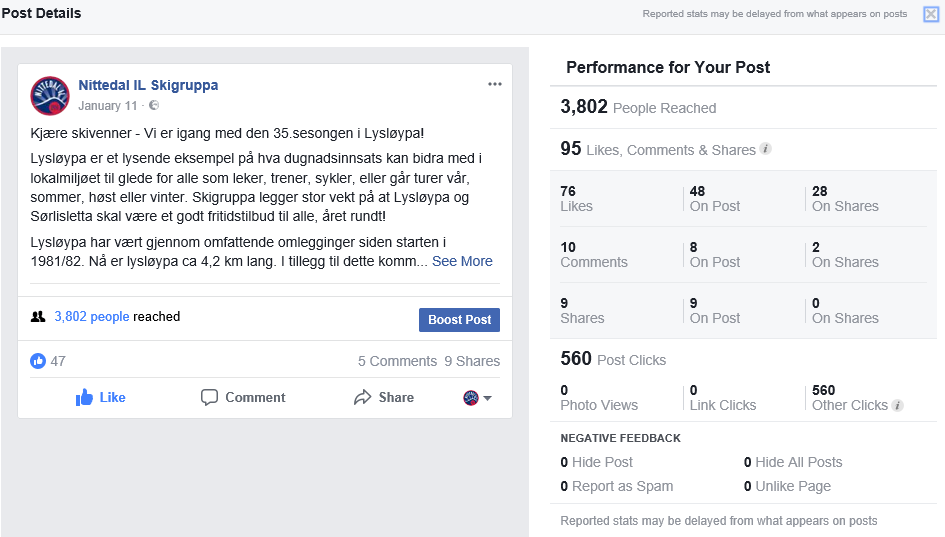 Post Details
Reported stats may be delayed from what appears on posts
Nittedal IL Skigruppa
January 11 ·
Kjære skivenner - Vi er igang med den 35.sesongen i Lysløypa!
Lysløypa er et lysende eksempel på hva dugnadsinnsats kan bidra med i
lokalmiljøet til glede for alle som leker, trener, sykler, eller går turer vår,
sommer, høst eller vinter. Skigruppa legger stor vekt på at Lysløypa og
Sørlisletta skal være et godt fritidstilbud til alle, året rundt!
Lysløypa har vært gjennom omfattende omlegginger siden starten i
1981/82. Nå er lysløypa ca 4,2 km lang. I tillegg til dette komm... See More
3,802 people reached
Boost Post
47
5 Comments 9 Shares
Like Comment Share
Performance for Your Post
3,802 People Reached
95 Likes, Comments & Shares
76 48 28
Likes On Post On Shares
10 8 2
Comments On Post On Shares
9 9 0
Shares On Post On Shares
560 Post Clicks
0 0 560
Photo Views Link Clicks Other Clicks
NEGATIVE FEEDBACK
0 Hide Post 0 Hide All Posts
0 Report as Spam 0 Unlike Page
Reported stats may be delayed from what appears on posts